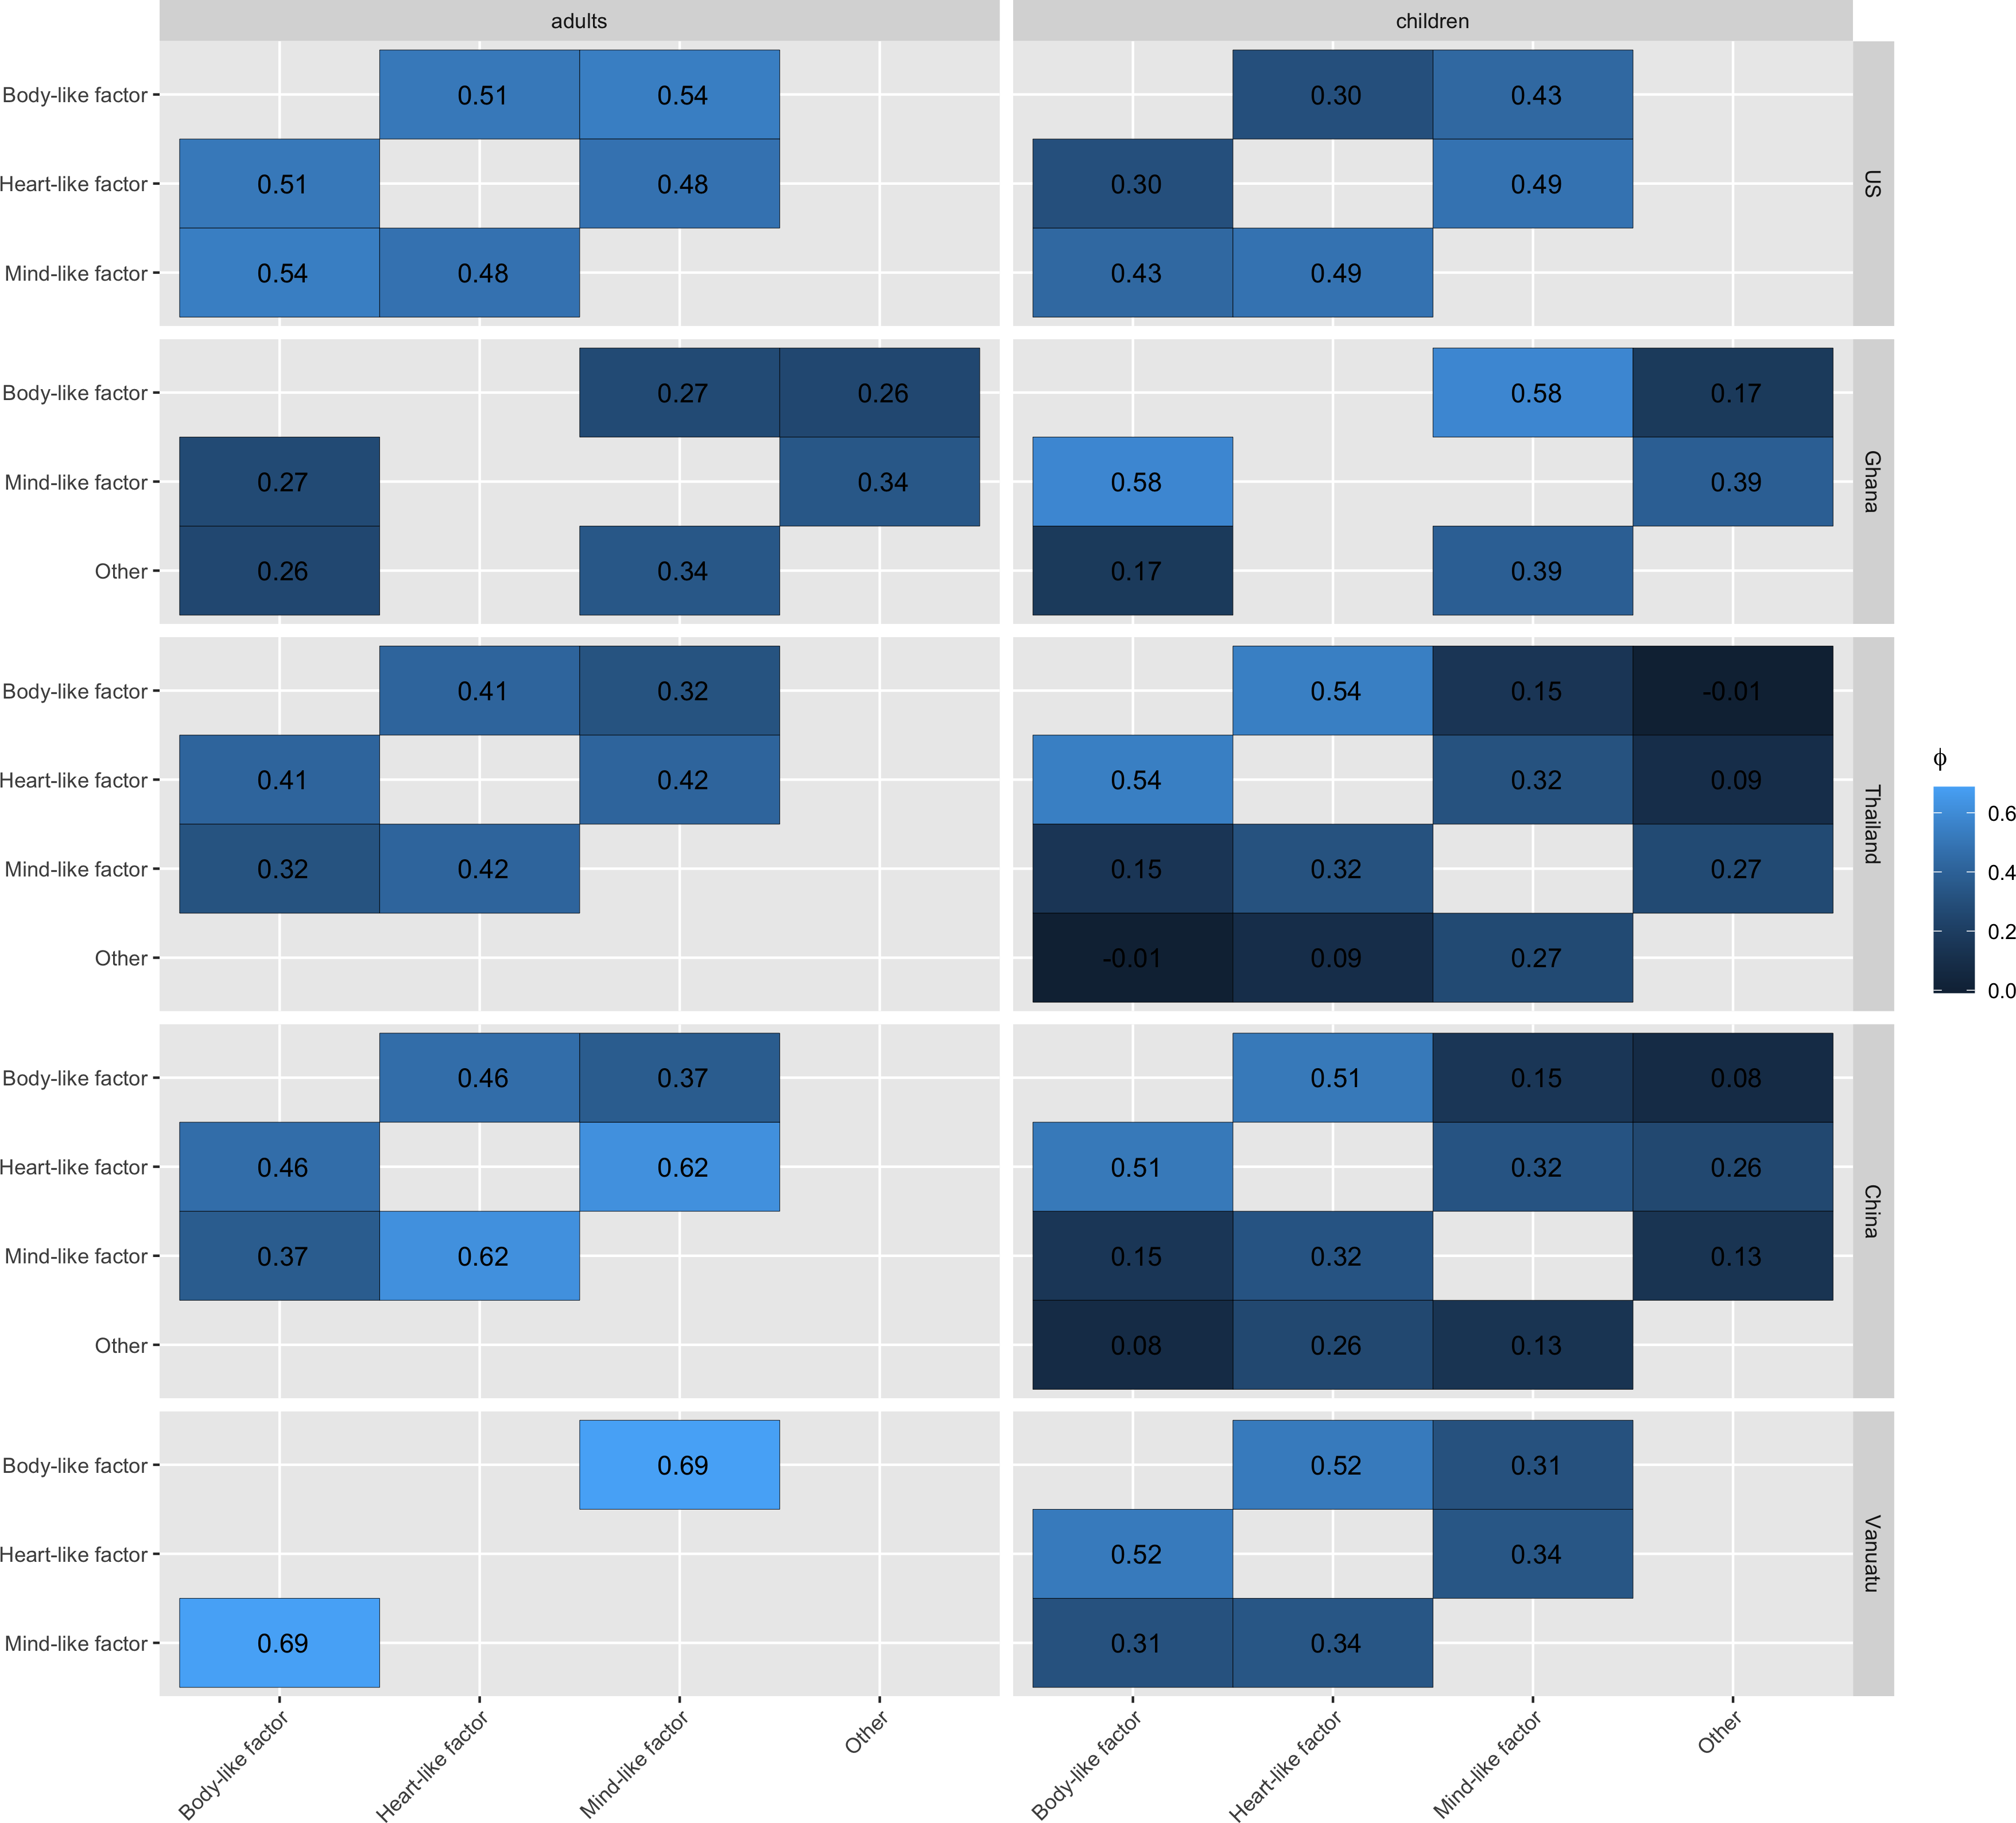 adults children
Body-like factor 0.51 0.54 0.30 0.43
Heart-like factor 0.51 0.48 0.30 0.49 US
Mind-like factor 0.54 0.48 0.43 0.49
Body-like factor 0.27 0.26 0.58 0.17
Mind-like factor 0.27 0.34 0.58 0.39 Ghana
Other 0.26 0.34 0.17 0.39
Body-like factor 0.41 0.32 0.54 0.15 -0.01
Heart-like factor 0.41 0.42 0.54 0.32 0.09
Thailand
Mind-like factor 0.32 0.42 0.15 0.32 0.27
Other -0.01 0.09 0.27
ϕ
0.6
0.4
0.2
0.0
Body-like factor 0.46 0.37 0.51 0.15 0.08
Heart-like factor 0.46 0.62 0.51 0.32 0.26
China
Mind-like factor 0.37 0.62 0.15 0.32 0.13
Other 0.08 0.26 0.13
Body-like factor 0.69 0.52 0.31
Heart-like factor 0.52 0.34 Vanuatu
Mind-like factor 0.69 0.31 0.34
Body-like factor Heart-like factor Mind-like factor Other Body-like factor Heart-like factor Mind-like factor Other